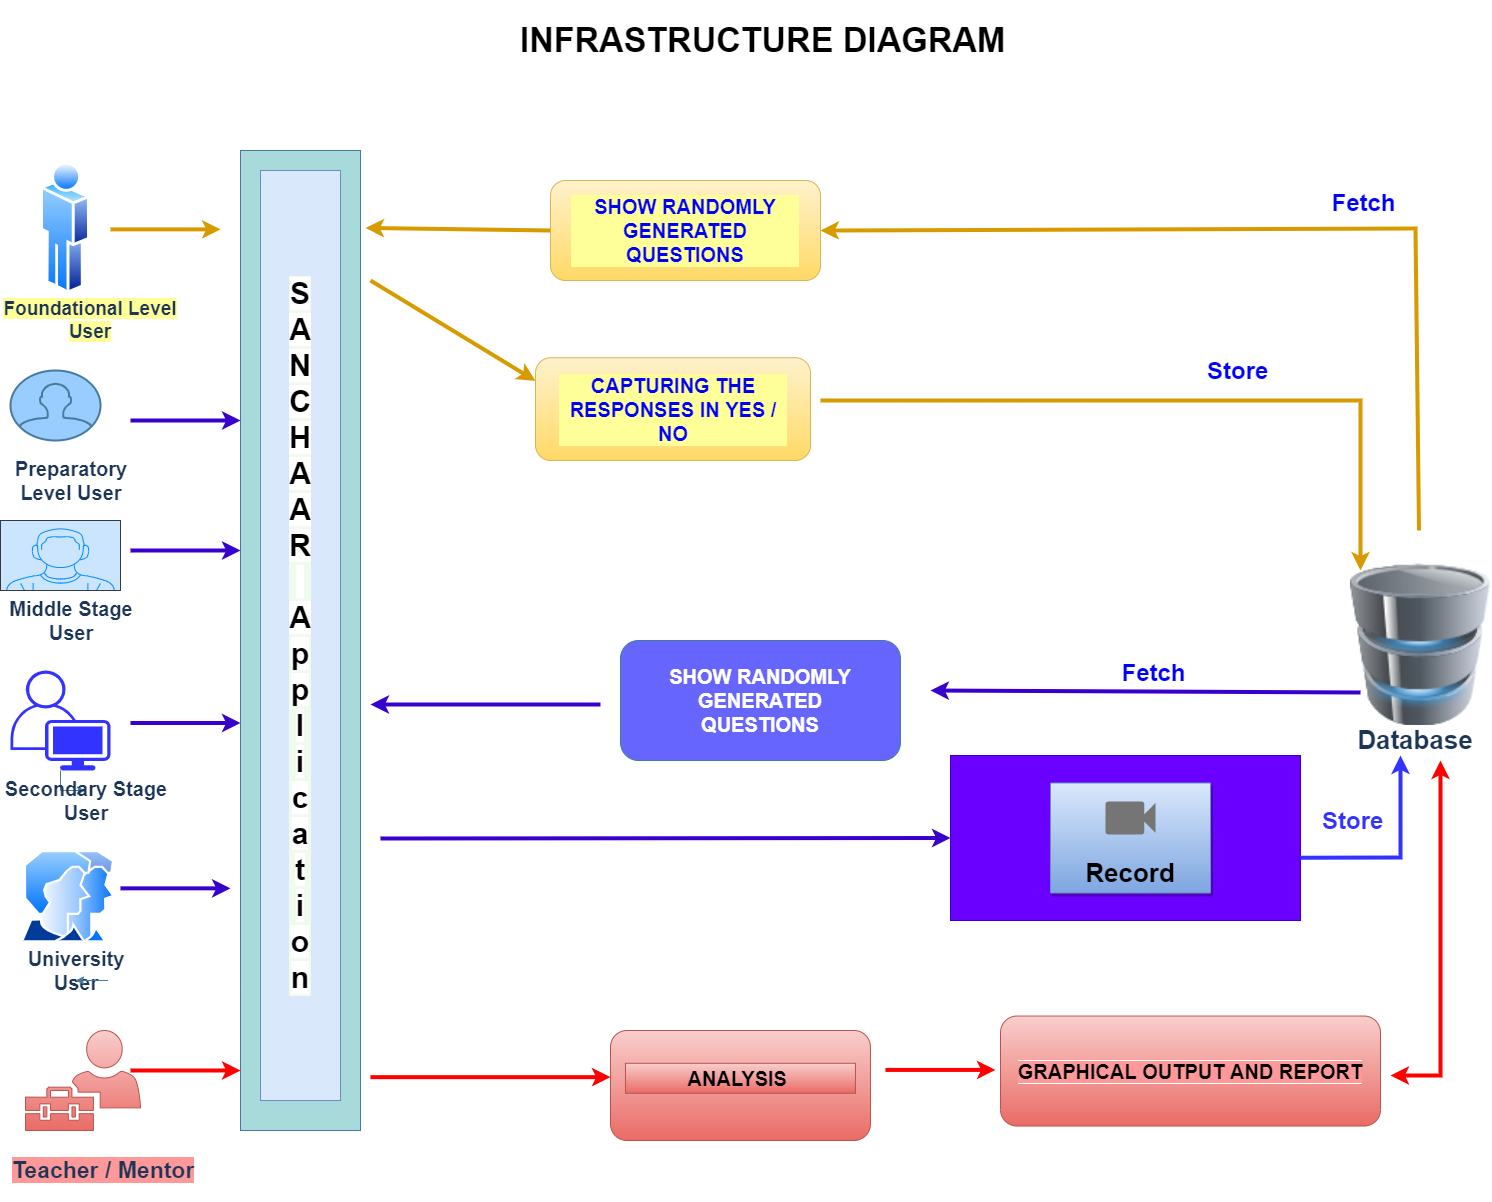 INFRASTRUCTURE DIAGRAM
Foundational Level
User
Preparatory
Level User
Middle Stage
User
Secondary Stage
User
University
User
Teacher / Mentor
S
A
N
C
H
A
A
R
A
p
p
l
i
c
a
t
i
o
n
SHOW RANDOMLY
GENERATED
QUESTIONS
Fetch
CAPTURING THE
RESPONSES IN YES /
NO
Store
SHOW RANDOMLY
GENERATED
QUESTIONS
Fetch
Database
Record
Store
ANALYSIS
GRAPHICAL OUTPUT AND REPORT